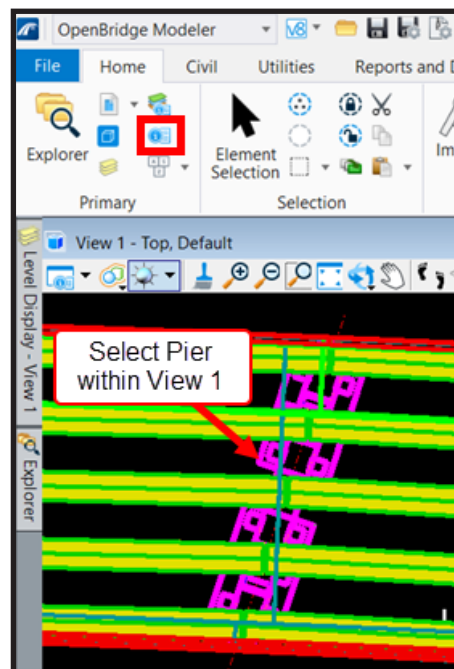 OpenBridge Modeler
V8
File Home Civil Utilities Reports and D
Explorer
Element
Selection
Im
Primary
Selection
View 1 - Top, Default
Level Display - View 1
Explorer
Select Pier
within View 1